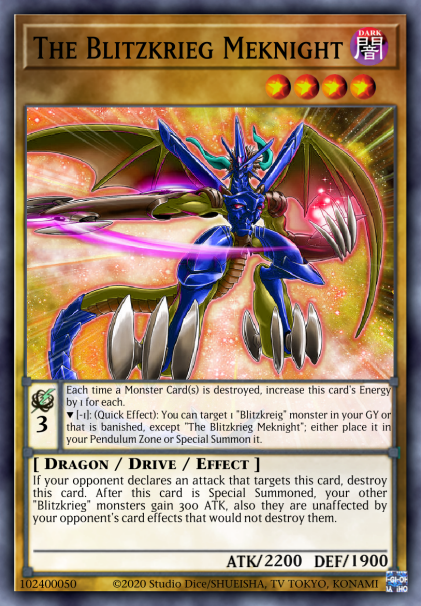 THE BLITZKRIEG MEKNIGHT
DARK
闇
Each time a Monster Card(s) is destroyed, increase this card's Energy
by 1 for each.
▼ [-1]: (Quick Effect): You can target 1 "Blitzkreig" monster in your GY or
that is banished, except "The Blitzkrieg Meknight"; either place it in
your Pendulum Zone or Special Summon it.
3
[ DRAGON / DRIVE / EFFECT ]
If your opponent declares an attack that targets this card, destroy
this card. After this card is Special Summoned, your other
"Blitzkrieg" monsters gain 300 ATK, also they are unaffected by
your opponent's card effects that would not destroy them.
ATK/2200 DEF/1900
102400050 ©2020 Studio Dice/SHUEISHA, TV TOKYO, KONAMI